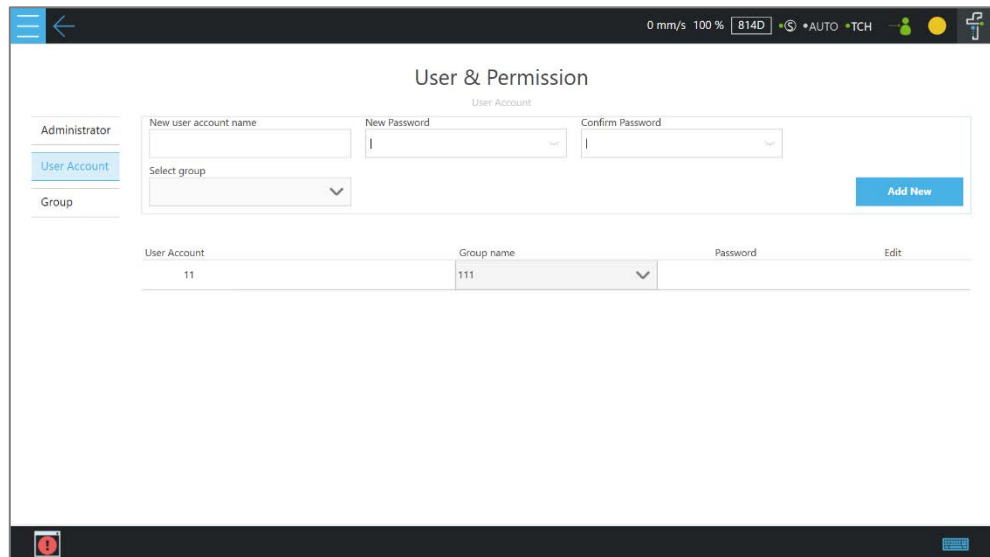 0 mm/s 100 % 814D •Ⓢ •AUTO •TCH
User & Permission
User Account
Administrator
User Account
Group
New user account name New Password Confirm Password
Select group
Add New
User Account Group name Password Edit
11 111